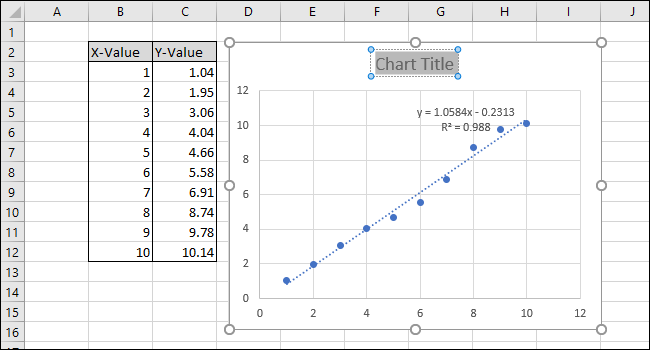 A B C D E F G H I J
1
2 X-Value Y-Value
3 1 1.04
4 2 1.95
5 3 3.06
6 4 4.04
7 5 4.66
8 6 5.58
9 7 6.91
10 8 8.74
11 9 9.78
12 10 10.14
13
14
15
16
Chart Title
y = 1.0584x - 0.2313
R² = 0.988
12
10
8
6
4
2
0
0 2 4 6 8 10 12